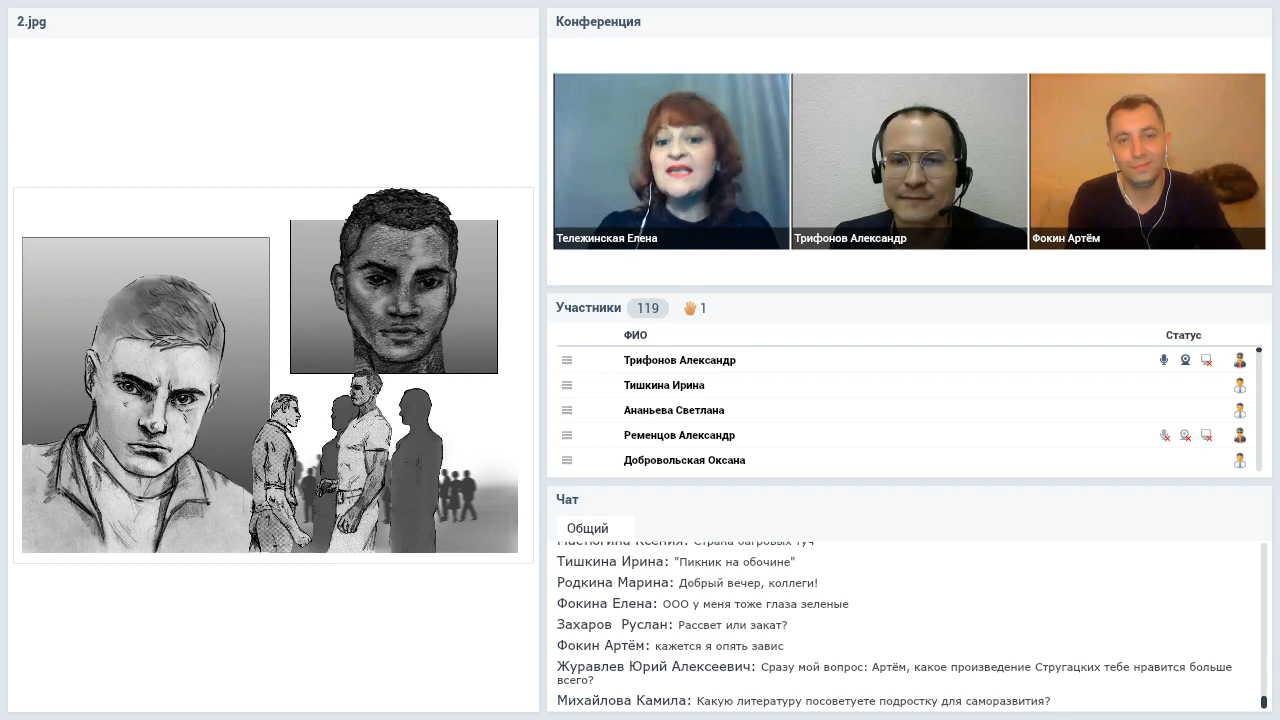 2.jpg
Конференция
Тележинская Елена
Трифонов Александр
Фокин Артём
Участники 119 1
ФИО Статус
Трифонов Александр
Тишкина Ирина
Ананьева Светлана
Ременцов Александр
Добровольская Оксана
Чат
Общий
Тишкина Ирина: "Пикник на обочине"
Родкина Марина: Добрый вечер, коллеги!
Фокина Елена: ООО у меня тоже глаза зеленые
Захаров Руслан: Рассвет или закат?
Фокин Артём: кажется я опять завис
Журавлев Юрий Алексеевич: Сразу мой вопрос: Артём, какое произведение Стругацких тебе нравится больше
всего?
Михайлова Камила: Какую литературу посоветуете подростку для саморазвития?